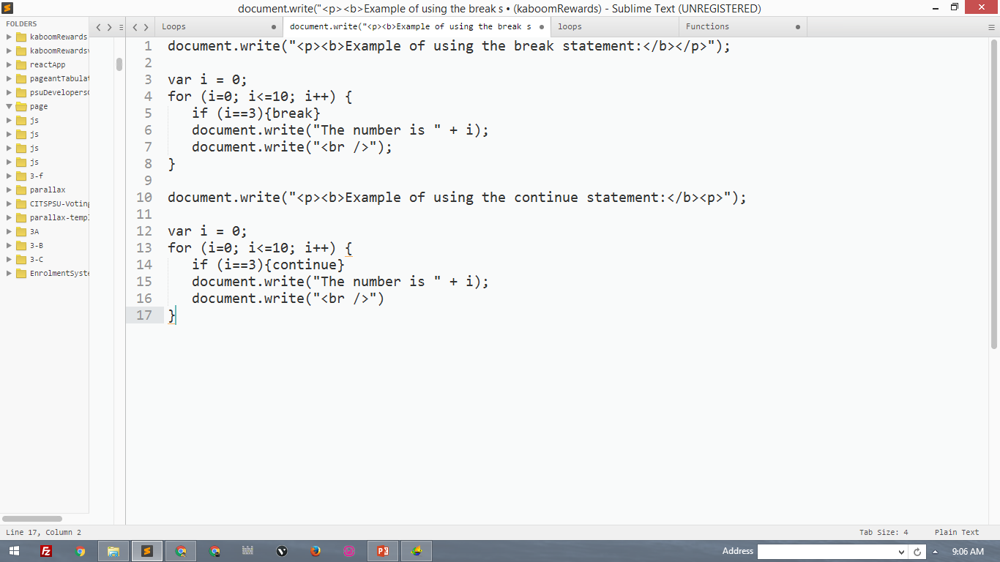 document.write("<p><b>Example of using the break s • (kaboomRewards) - Sublime Text (UNREGISTERED)
FOLDERS
kaboomRewards
kaboomRewardsv
reactApp
pageantTabulat
psuDevelopers
page
js
js
js
js
3-f
parallax
CITSPSU-Voting
parallax-templ
3A
3-B
3-C
EnrolmentSyste
Loops
document.write("<p><b>Example of using the break s
loops
Functions
1 document.write("<p><b>Example of using the break statement:</b></p>");
2
3 var i = 0;
4 for (i=0; i<=10; i++) {
5 if (i==3){break}
6 document.write("The number is " + i);
7 document.write("<br />");
8 }
9
10 document.write("<p><b>Example of using the continue statement:</b><p>");
11
12 var i = 0;
13 for (i=0; i<=10; i++) {
14 if (i==3){continue}
15 document.write("The number is " + i);
16 document.write("<br />")
17 }
Line 17, Column 2
Tab Size: 4
Plain Text
Address
9:06 AM